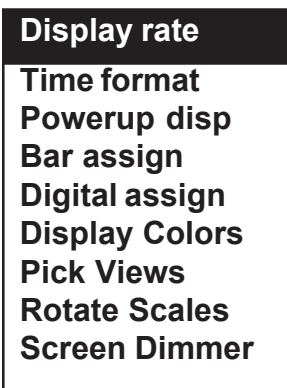 Display rate
Time format
Powerup disp
Bar assign
Digital assign
Display Colors
Pick Views
Rotate Scales
Screen Dimmer